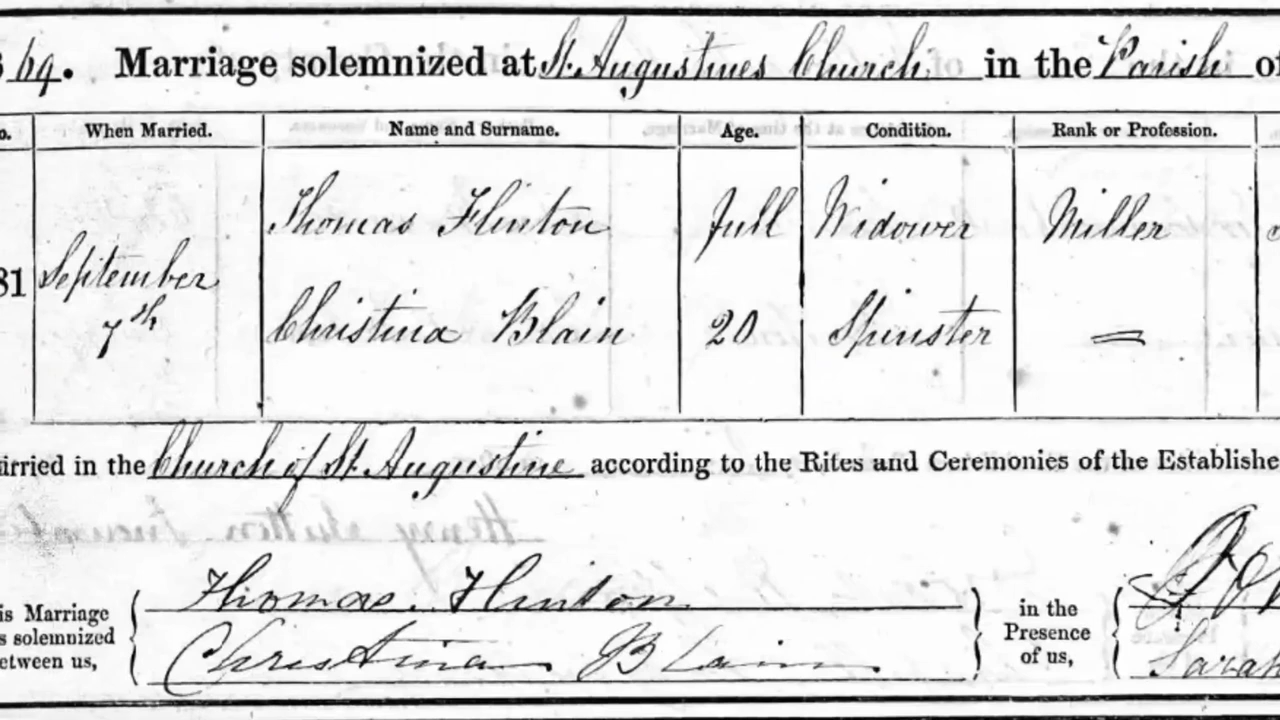 69. Marriage solemnized at St. Augustines Church in the Parish of
o. When Married. Name and Surname. Age. Condition. Rank or Profession.
81 September 7th Thomas Flinton Full Widower Miller
Christina Blain 20 Spinster =
arried in the Church of St. Augustine according to the Rites and Ceremonies of the Establishe
is Marriage
s solemnized
etween us,
Thomas Flinton
Christina Blain
in the
Presence
of us,
Sarah